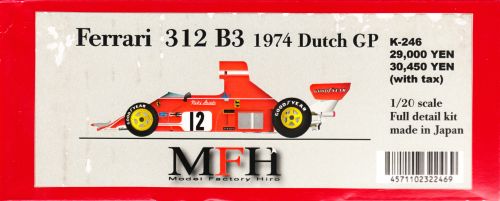 Ferrari 312 B3 1974 Dutch GP
K-246
29,000 YEN
30,450 YEN
(with tax)
1/20 scale
Full detail kit
made in Japan
GOODYEAR
GOODYEAR
12
MFH
Model Factory Hiro
4571102322469